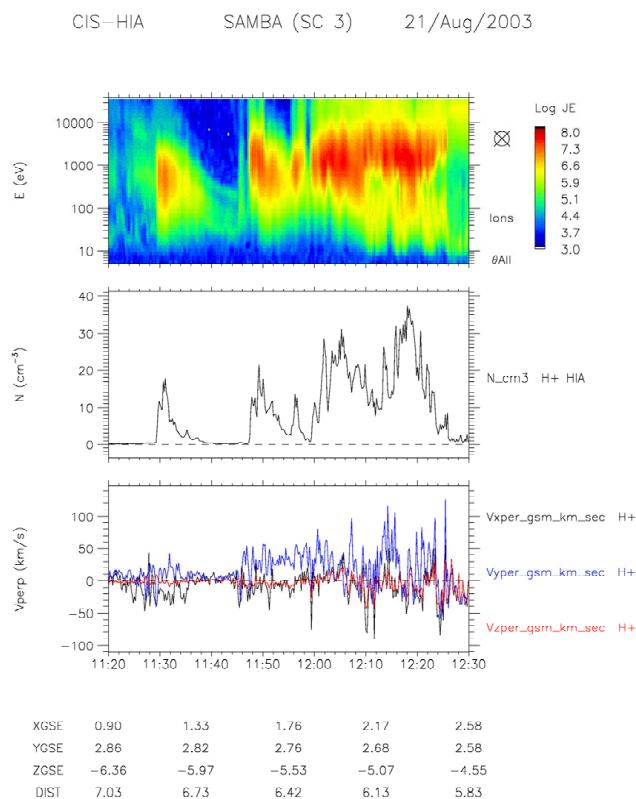 CIS-HIA SAMBA (SC 3) 21/Aug/2003
Log JE
E (eV)
10000
1000
100
10
8.0
7.3
6.6
5.9
5.1
4.4
3.7
3.0
Ions
θAll
N (cm⁻³)
40
30
20
10
0
N_cm3 H+ HIA
Vperp (km/s)
100
50
0
-50
-100
Vxper_gsm_km_sec H+
Vyper_gsm_km_sec H+
Vzper_gsm_km_sec H+
11:20 11:30 11:40 11:50 12:00 12:10 12:20 12:30
XGSE 0.90 1.33 1.76 2.17 2.58
YGSE 2.86 2.82 2.76 2.68 2.58
ZGSE -6.36 -5.97 -5.53 -5.07 -4.55
DIST 7.03 6.73 6.42 6.13 5.83